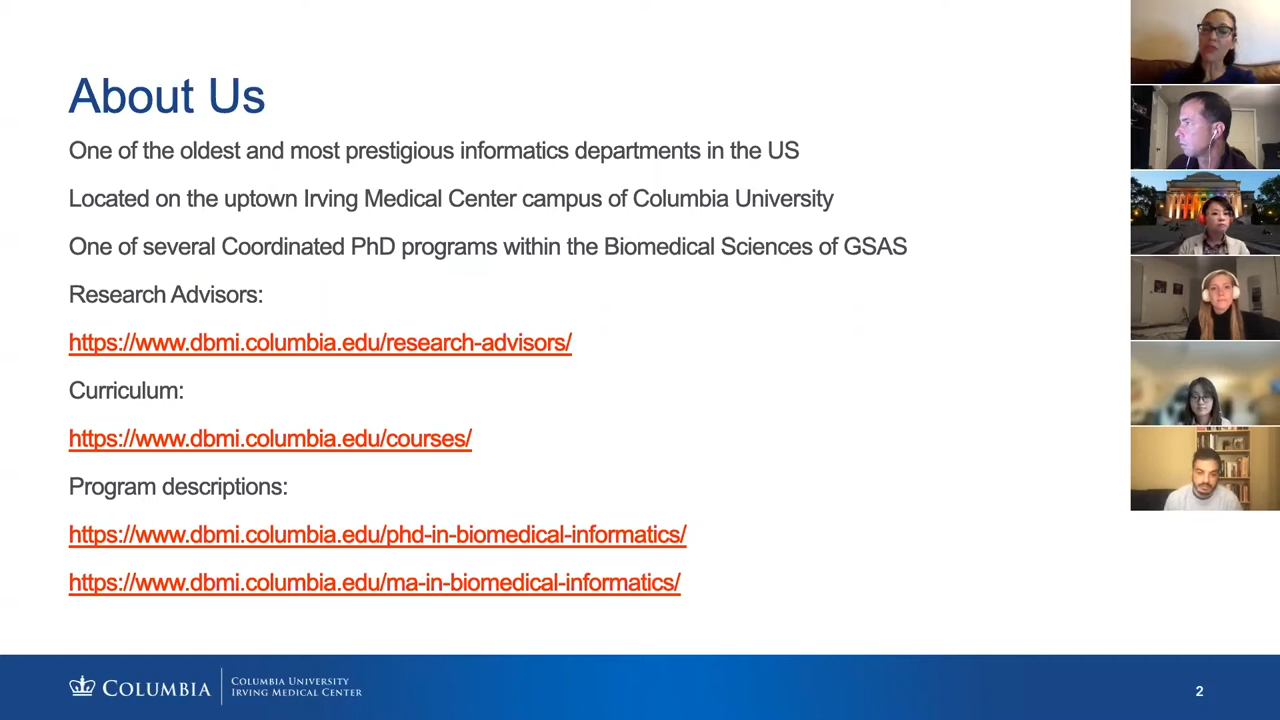 About Us
One of the oldest and most prestigious informatics departments in the US
Located on the uptown Irving Medical Center campus of Columbia University
One of several Coordinated PhD programs within the Biomedical Sciences of GSAS
Research Advisors:
https://www.dbmi.columbia.edu/research-advisors/
Curriculum:
https://www.dbmi.columbia.edu/courses/
Program descriptions:
https://www.dbmi.columbia.edu/phd-in-biomedical-informatics/
https://www.dbmi.columbia.edu/ma-in-biomedical-informatics/
COLUMBIA
COLUMBIA UNIVERSITY
IRVING MEDICAL CENTER
2